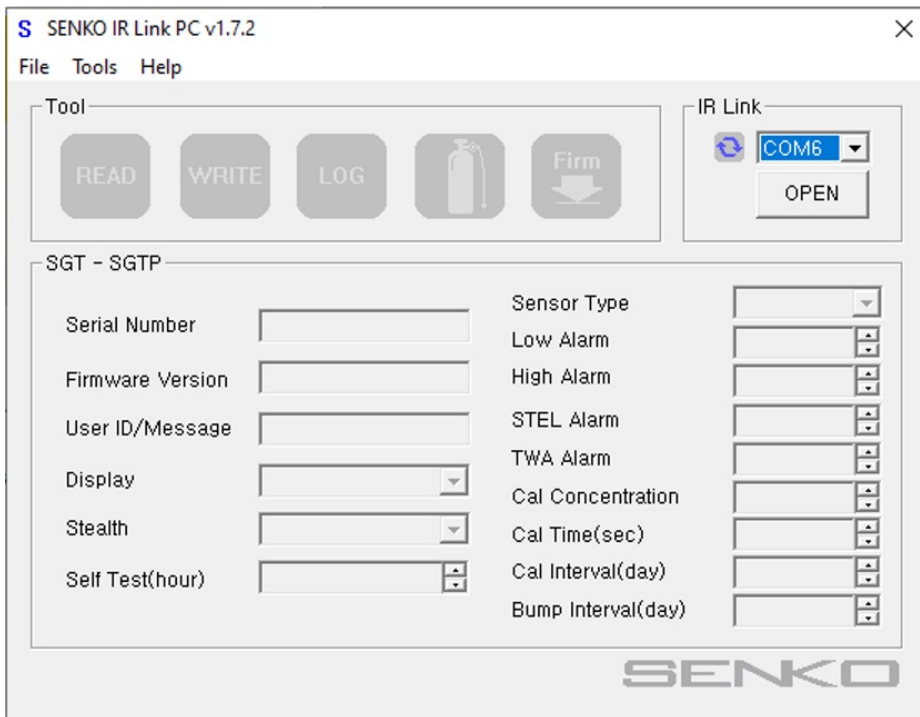 S SENKO IR Link PC v1.7.2
File Tools Help
Tool
READ WRITE LOG Firm
IR Link
COM6
OPEN
SGT - SGTP
Serial Number
Firmware Version
User ID/Message
Display
Stealth
Self Test(hour)
Sensor Type
Low Alarm
High Alarm
STEL Alarm
TWA Alarm
Cal Concentration
Cal Time(sec)
Cal Interval(day)
Bump Interval(day)
SENKO